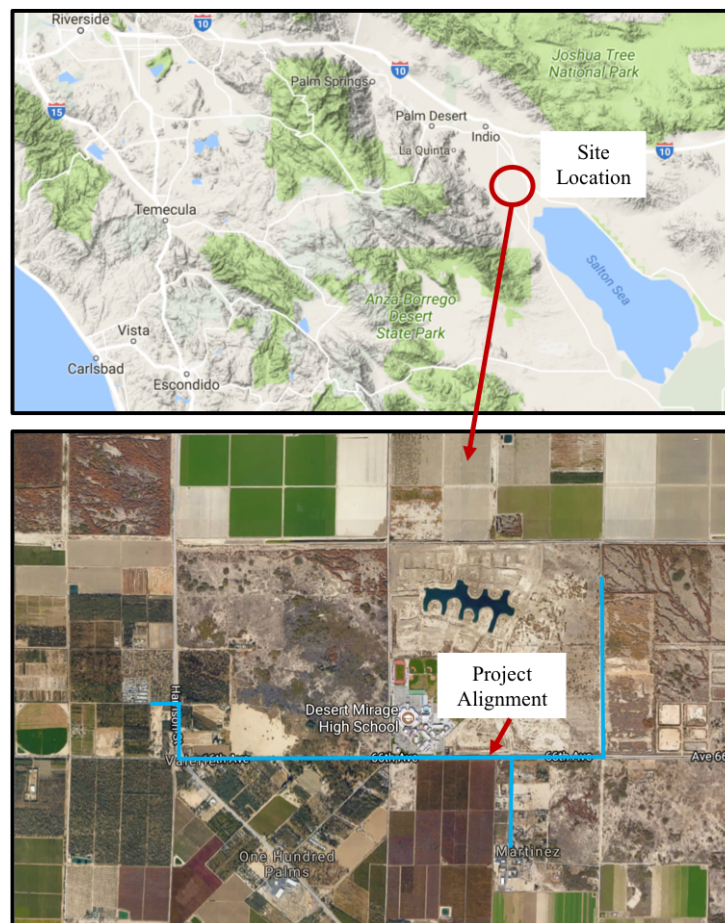 Riverside
10
Joshua Tree
National Park
Palm Springs
10
15
Palm Desert
Indio
La Quinta
10
Site
Location
Temecula
Salton Sea
Anza-Borrego
Desert
State Park
Vista
Carlsbad
Escondido
Project
Alignment
Desert Mirage
High School
66th Ave
66th Ave
66th Ave
Ave 66
Martinez
One Hundred
Palms